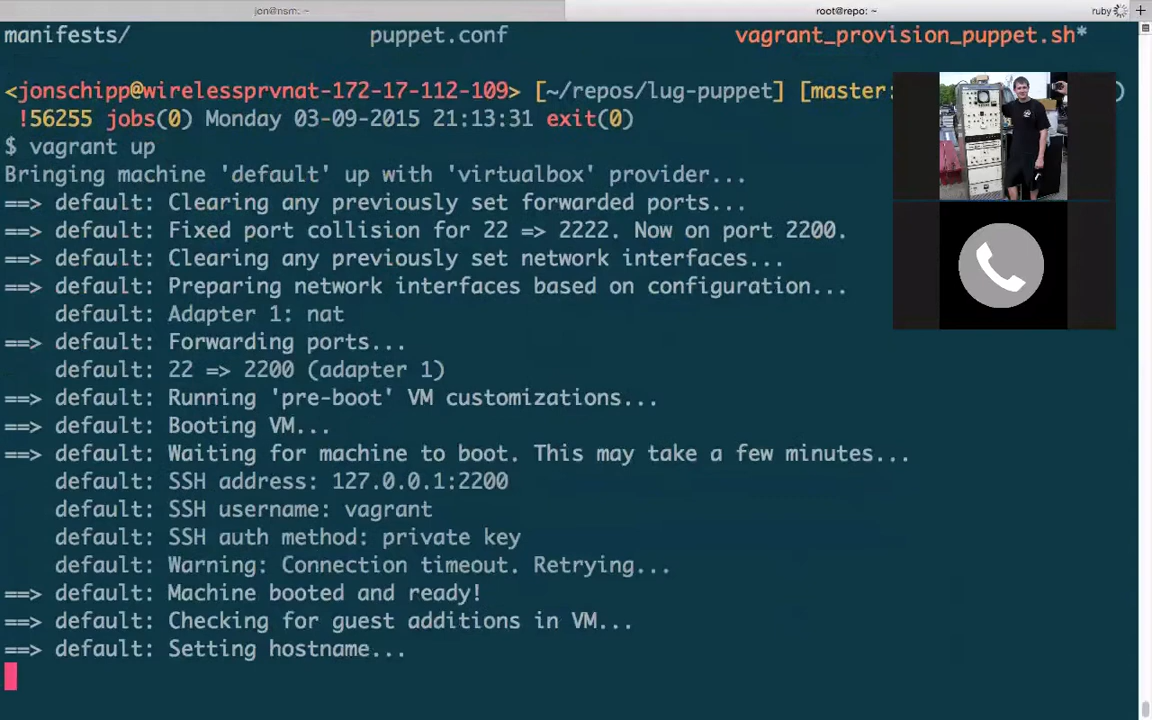 jon@nsm: ~
root@repo: ~
ruby
manifests/ puppet.conf vagrant_provision_puppet.sh*
<jonschipp@wirelessprvnat-172-17-112-109> [~/repos/lug-puppet] [master: )
!56255 jobs(0) Monday 03-09-2015 21:13:31 exit(0)
$ vagrant up
Bringing machine 'default' up with 'virtualbox' provider...
==> default: Clearing any previously set forwarded ports...
==> default: Fixed port collision for 22 => 2222. Now on port 2200.
==> default: Clearing any previously set network interfaces...
==> default: Preparing network interfaces based on configuration...
default: Adapter 1: nat
==> default: Forwarding ports...
default: 22 => 2200 (adapter 1)
==> default: Running 'pre-boot' VM customizations...
==> default: Booting VM...
==> default: Waiting for machine to boot. This may take a few minutes...
default: SSH address: 127.0.0.1:2200
default: SSH username: vagrant
default: SSH auth method: private key
default: Warning: Connection timeout. Retrying...
==> default: Machine booted and ready!
==> default: Checking for guest additions in VM...
==> default: Setting hostname...